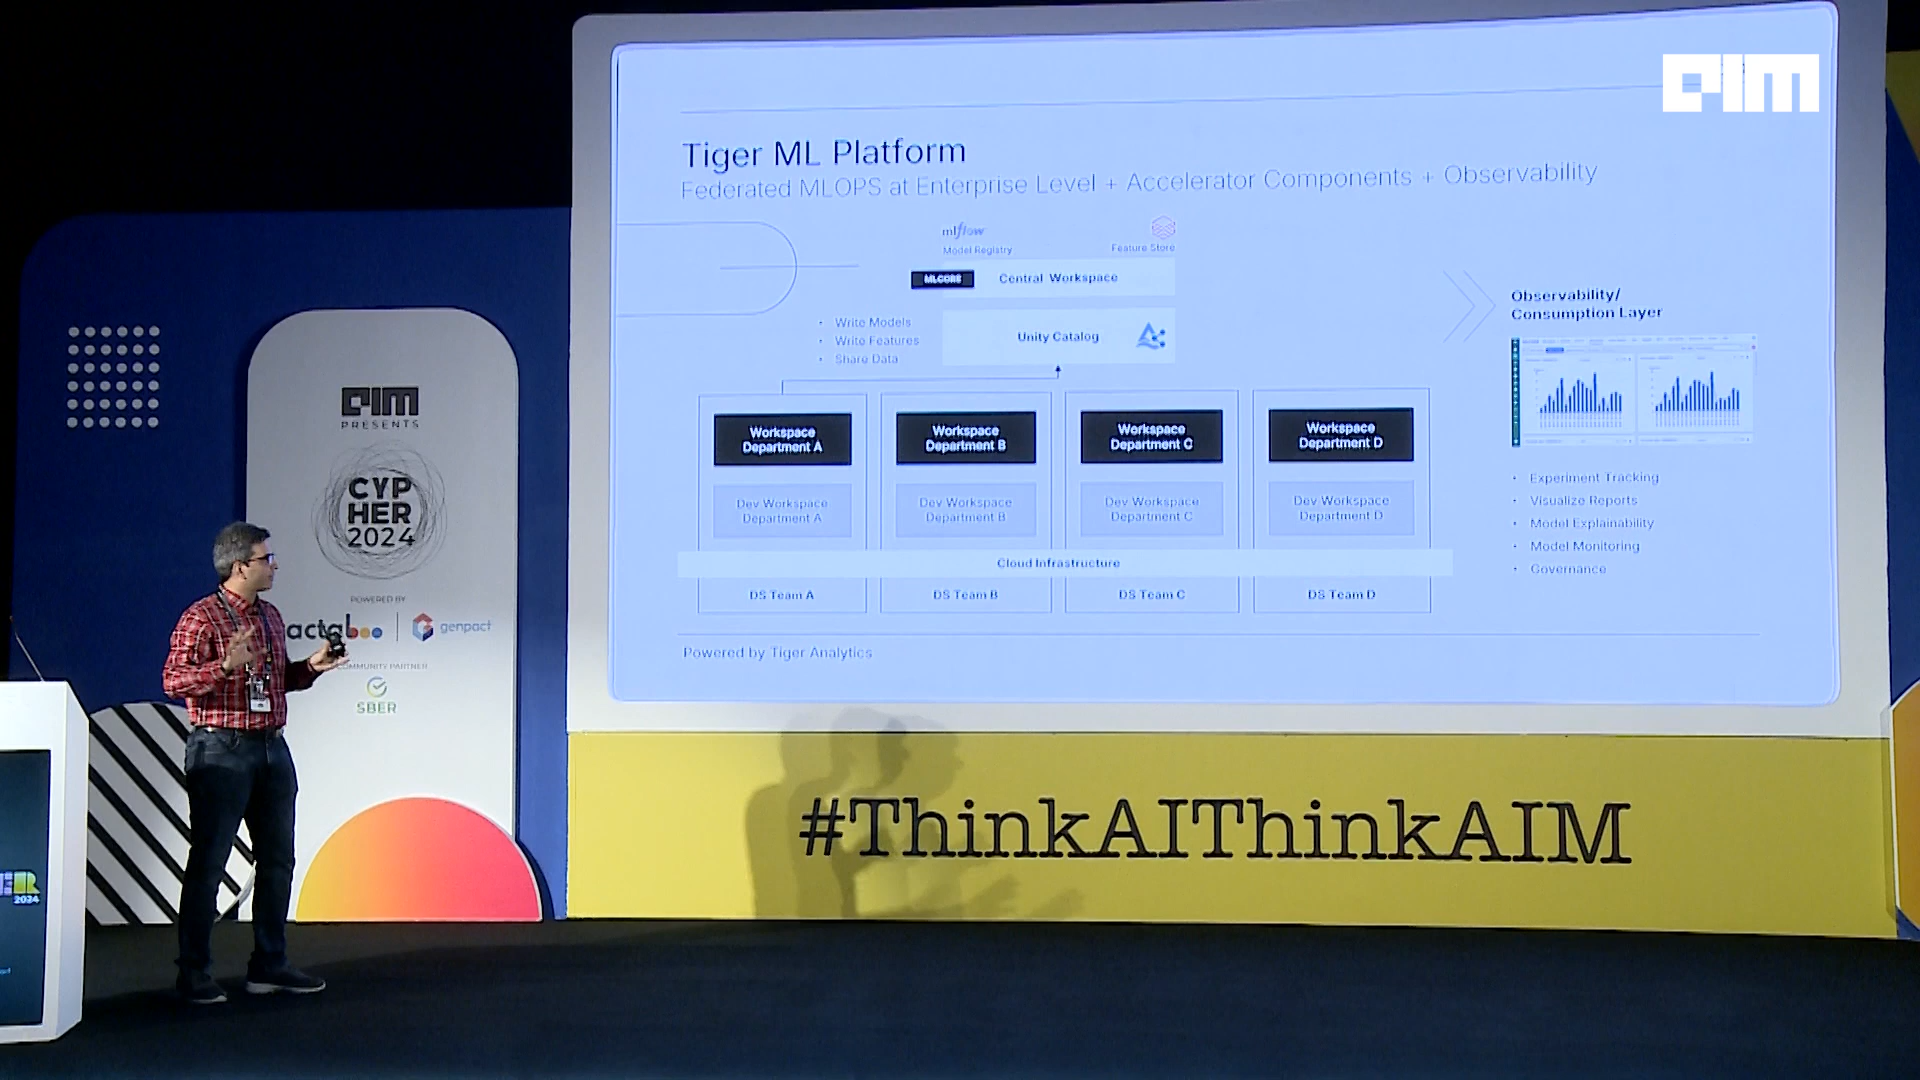 AIM
Tiger ML Platform
Federated MLOPS at Enterprise Level + Accelerator Components + Observability
mlflow
Model Registry
Feature Store
MLCORE
Central Workspace
Write Models
Write Features
Share Data
Unity Catalog
Observability/
Consumption Layer
Workspace
Department A
Workspace
Department B
Workspace
Department C
Workspace
Department D
Dev Workspace
Department A
Dev Workspace
Department B
Dev Workspace
Department C
Dev Workspace
Department D
Cloud Infrastructure
DS Team A
DS Team B
DS Team C
DS Team D
Experiment Tracking
Visualize Reports
Model Explainability
Model Monitoring
Governance
Powered by Tiger Analytics
AIM
PRESENTS
CYP
HER
2024
POWERED BY
genpact
COMMUNITY PARTNER
SBER
#ThinkAIThinkAIM
2024